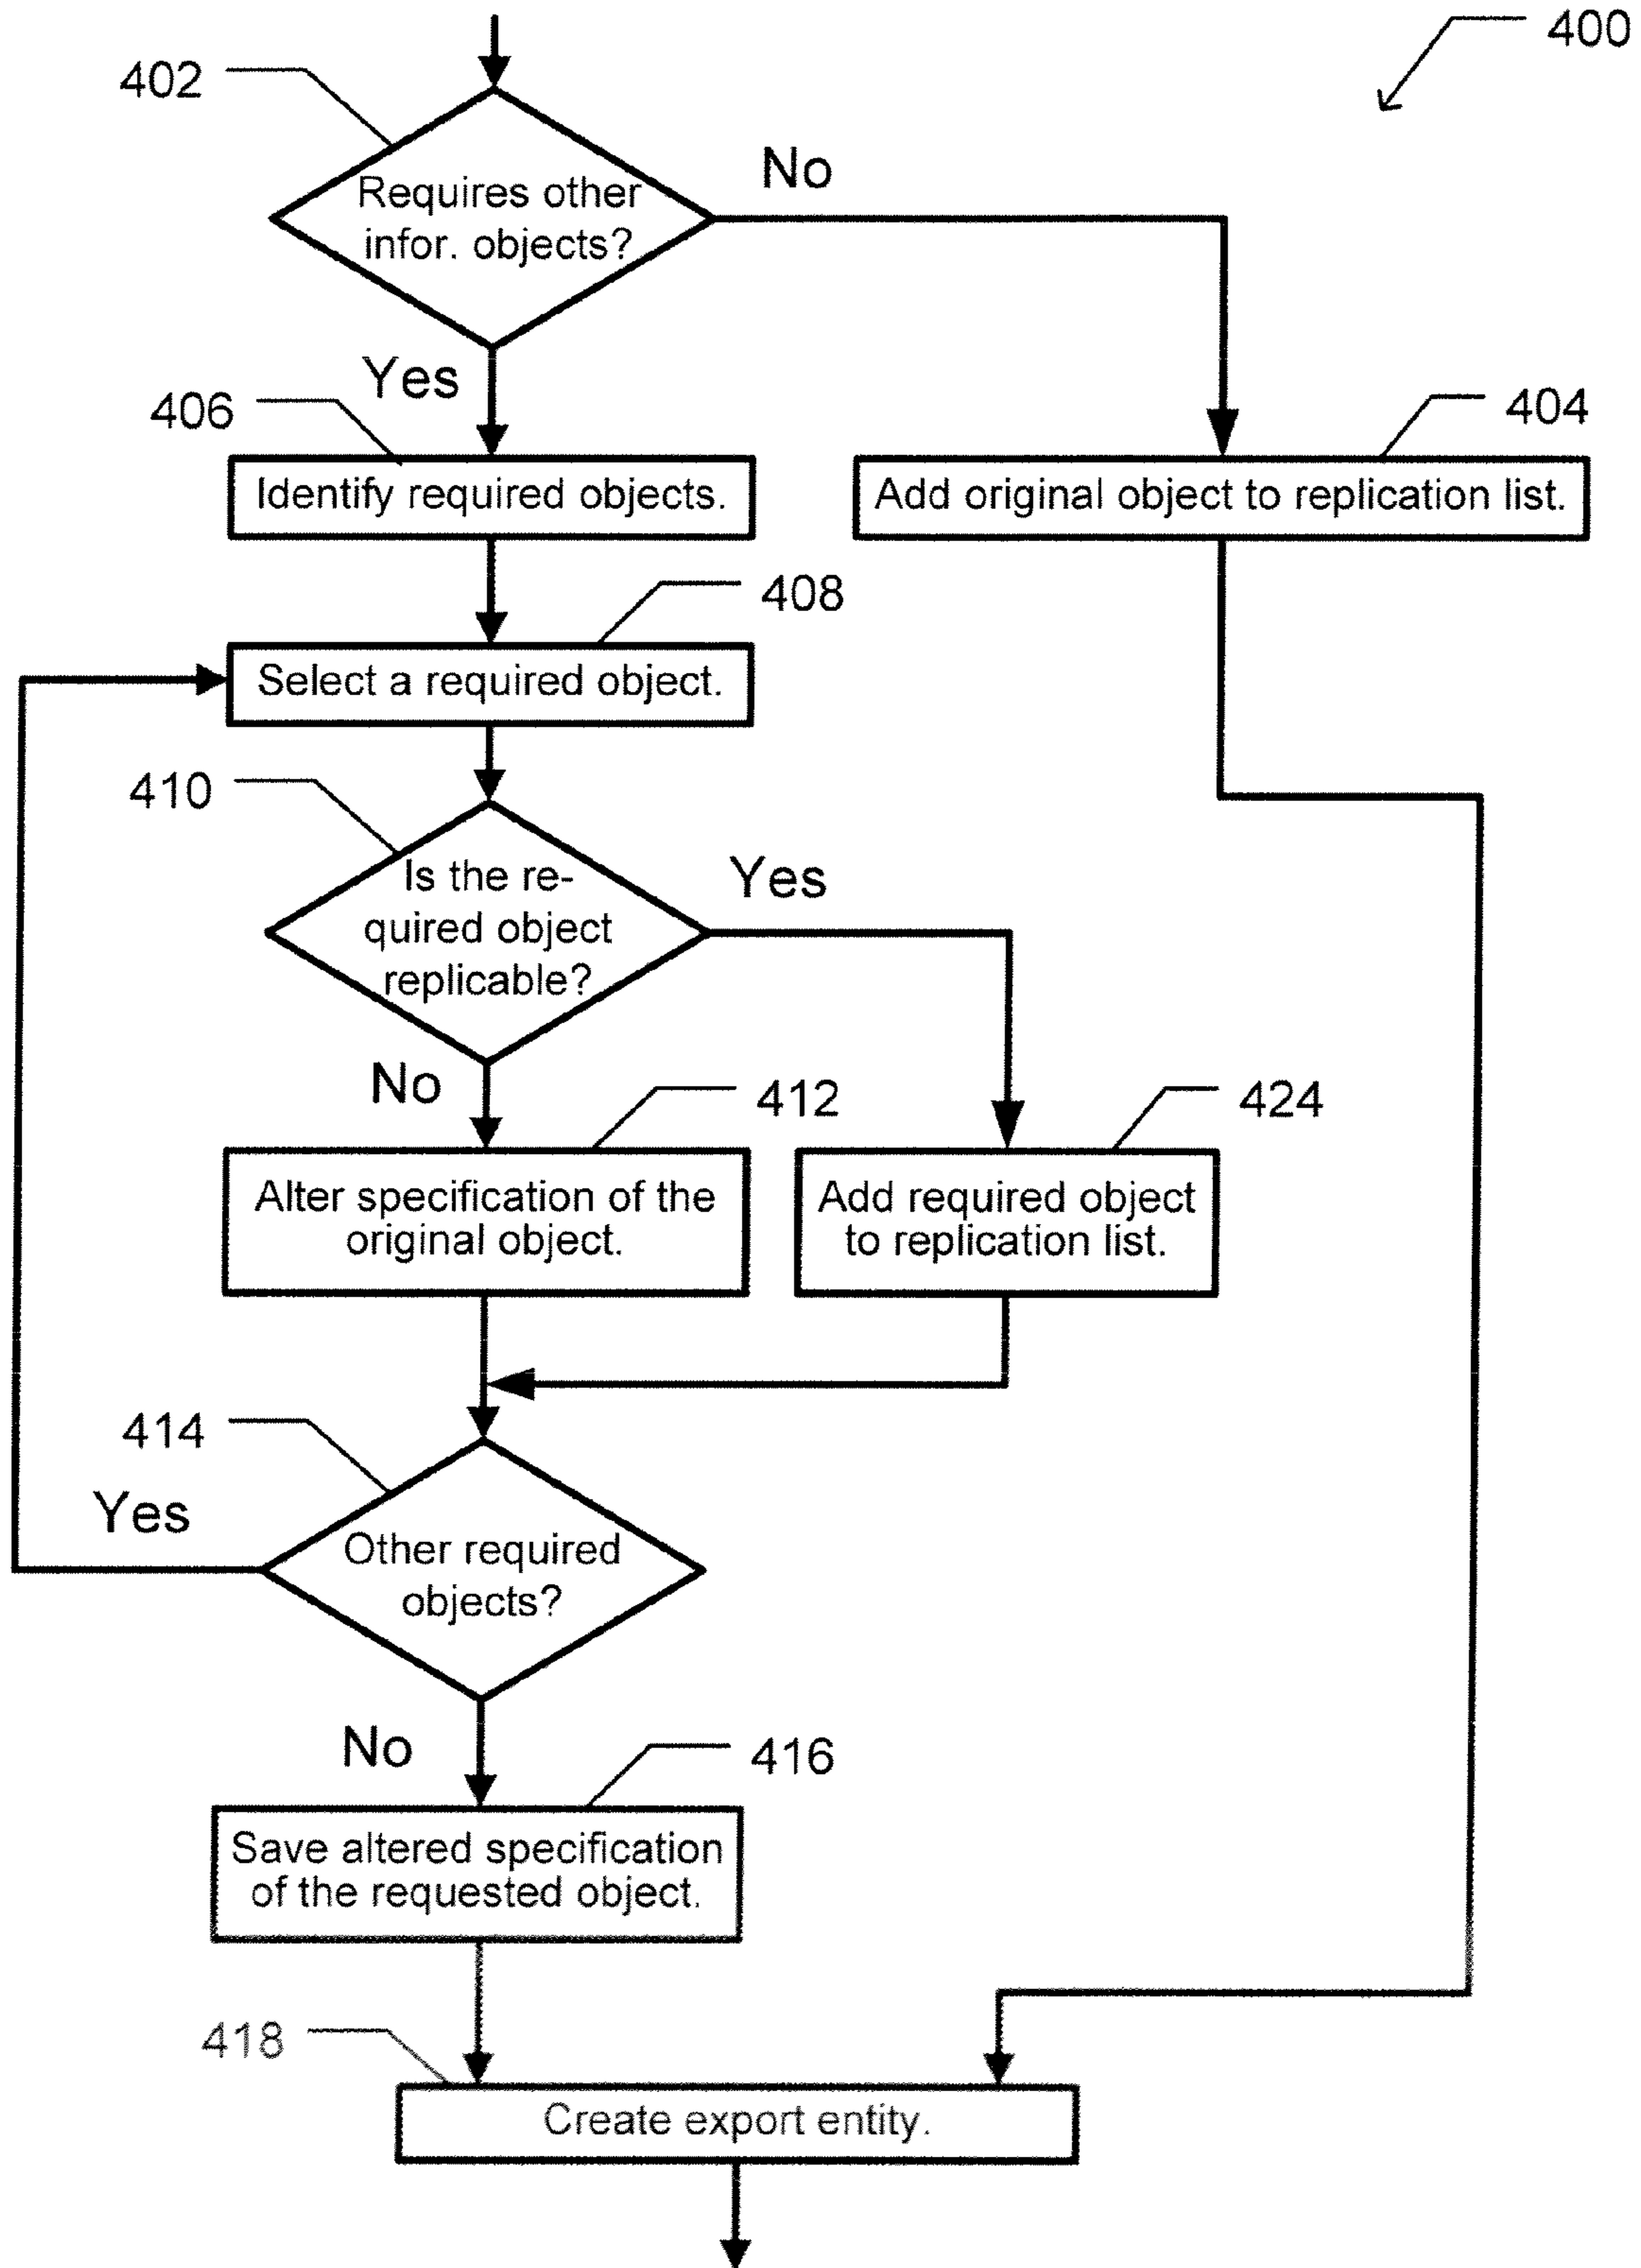 400
402
Requires other
infor. objects?
No
Yes
406
Identify required objects.
404
Add original object to replication list.
408
Select a required object.
410
Is the re-
quired object
replicable?
Yes
No
412
Alter specification of the
original object.
424
Add required object
to replication list.
414
Yes
Other required
objects?
No
416
Save altered specification
of the requested object.
418
Create export entity.